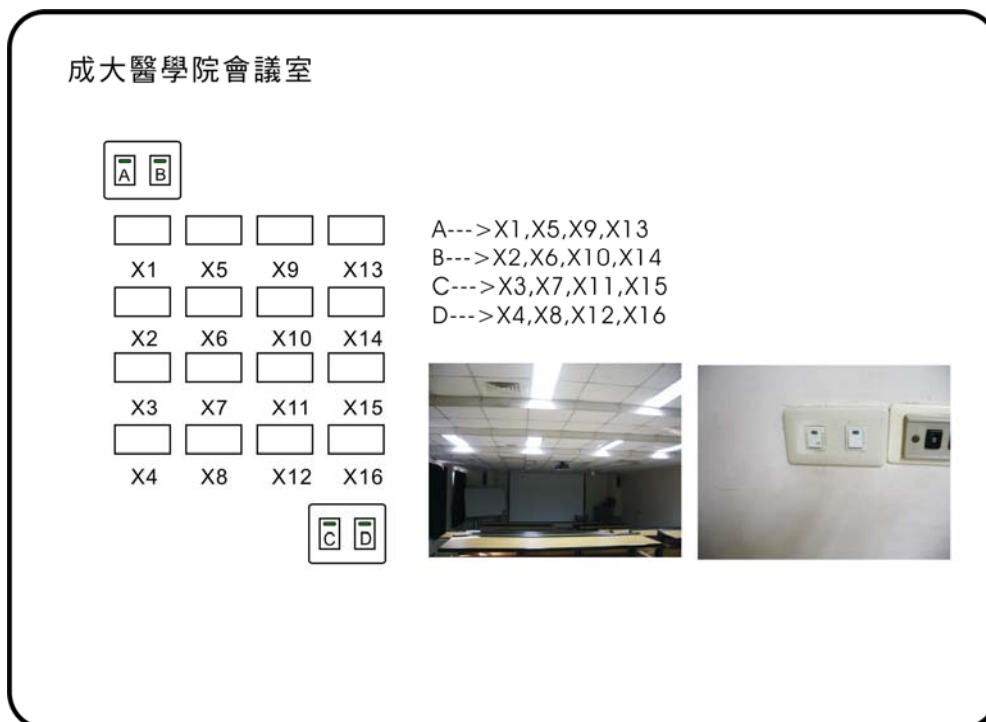 成大醫學院會議室
A B
A--->X1,X5,X9,X13
B--->X2,X6,X10,X14
C--->X3,X7,X11,X15
D--->X4,X8,X12,X16
X1 X5 X9 X13
X2 X6 X10 X14
X3 X7 X11 X15
X4 X8 X12 X16
C D